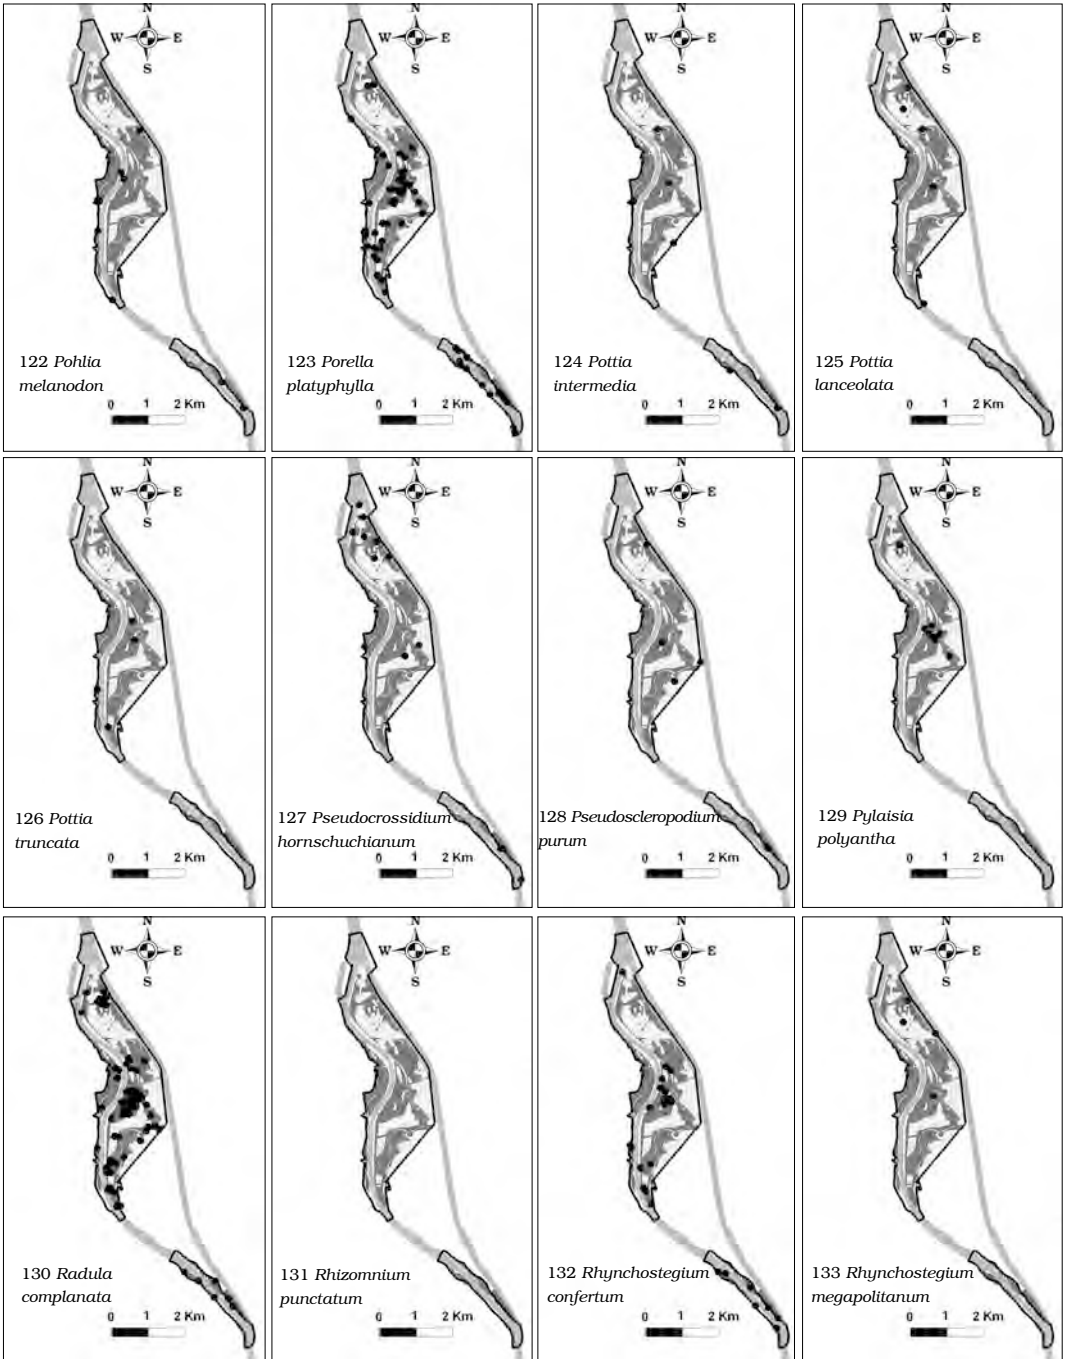 N
W E
S
122 Pohlia
melanodon
0 1 2 Km
N
W E
S
123 Porella
platyphylla
0 1 2 Km
N
W E
S
124 Pottia
intermedia
0 1 2 Km
N
W E
S
125 Pottia
lanceolata
0 1 2 Km
N
W E
S
126 Pottia
truncata
0 1 2 Km
N
W E
S
127 Pseudocrossidium
hornschuchianum
0 1 2 Km
N
W E
S
128 Pseudoscleropodium
purum
0 1 2 Km
N
W E
S
129 Pylaisia
polyantha
0 1 2 Km
N
W E
S
130 Radula
complanata
0 1 2 Km
N
W E
S
131 Rhizomnium
punctatum
0 1 2 Km
N
W E
S
132 Rhynchostegium
confertum
0 1 2 Km
N
W E
S
133 Rhynchostegium
megapolitanum
0 1 2 Km